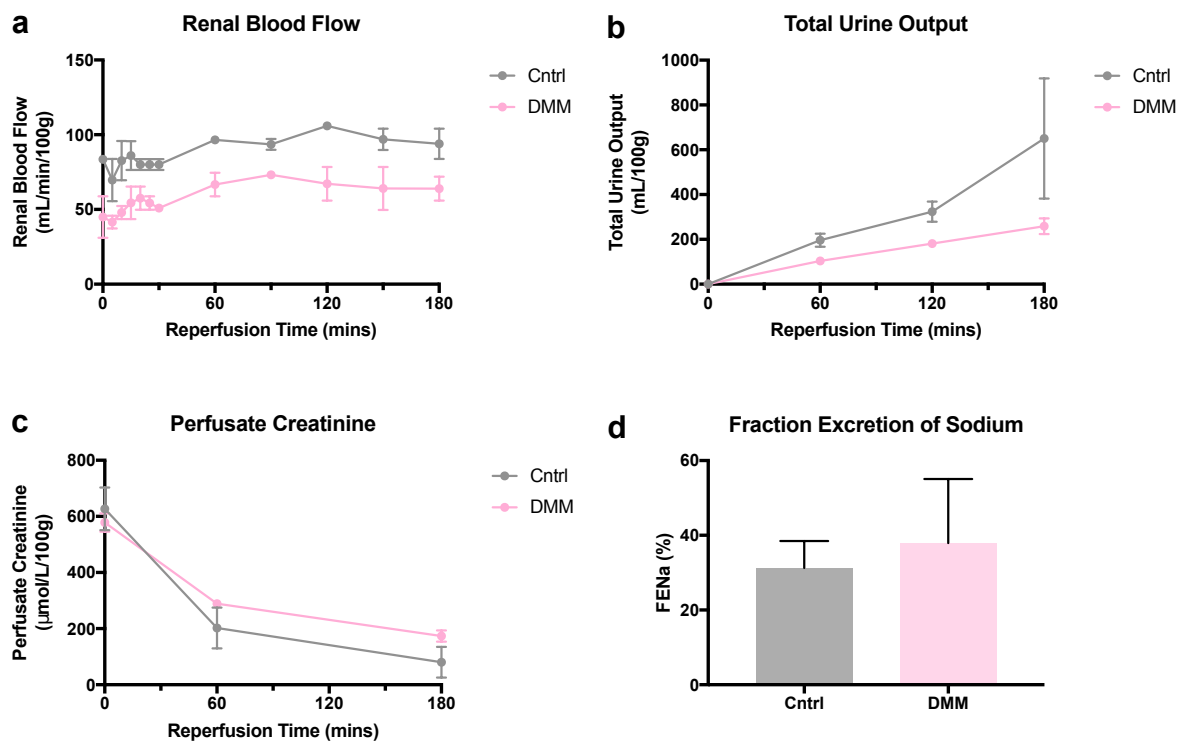 a
Renal Blood Flow
Renal Blood Flow
(mL/min/100g)
150
100
50
0
0
60
120
180
Reperfusion Time (mins)
Cntrl
DMM
b
Total Urine Output
Total Urine Output
(mL/100g)
1000
800
600
400
200
0
0
60
120
180
Reperfusion Time (mins)
Cntrl
DMM
c
Perfusate Creatinine
Perfusate Creatinine
(µmol/L/100g)
800
600
400
200
0
0
60
120
180
Reperfusion Time (mins)
Cntrl
DMM
d
Fraction Excretion of Sodium
FENa (%)
60
40
20
0
Cntrl
DMM